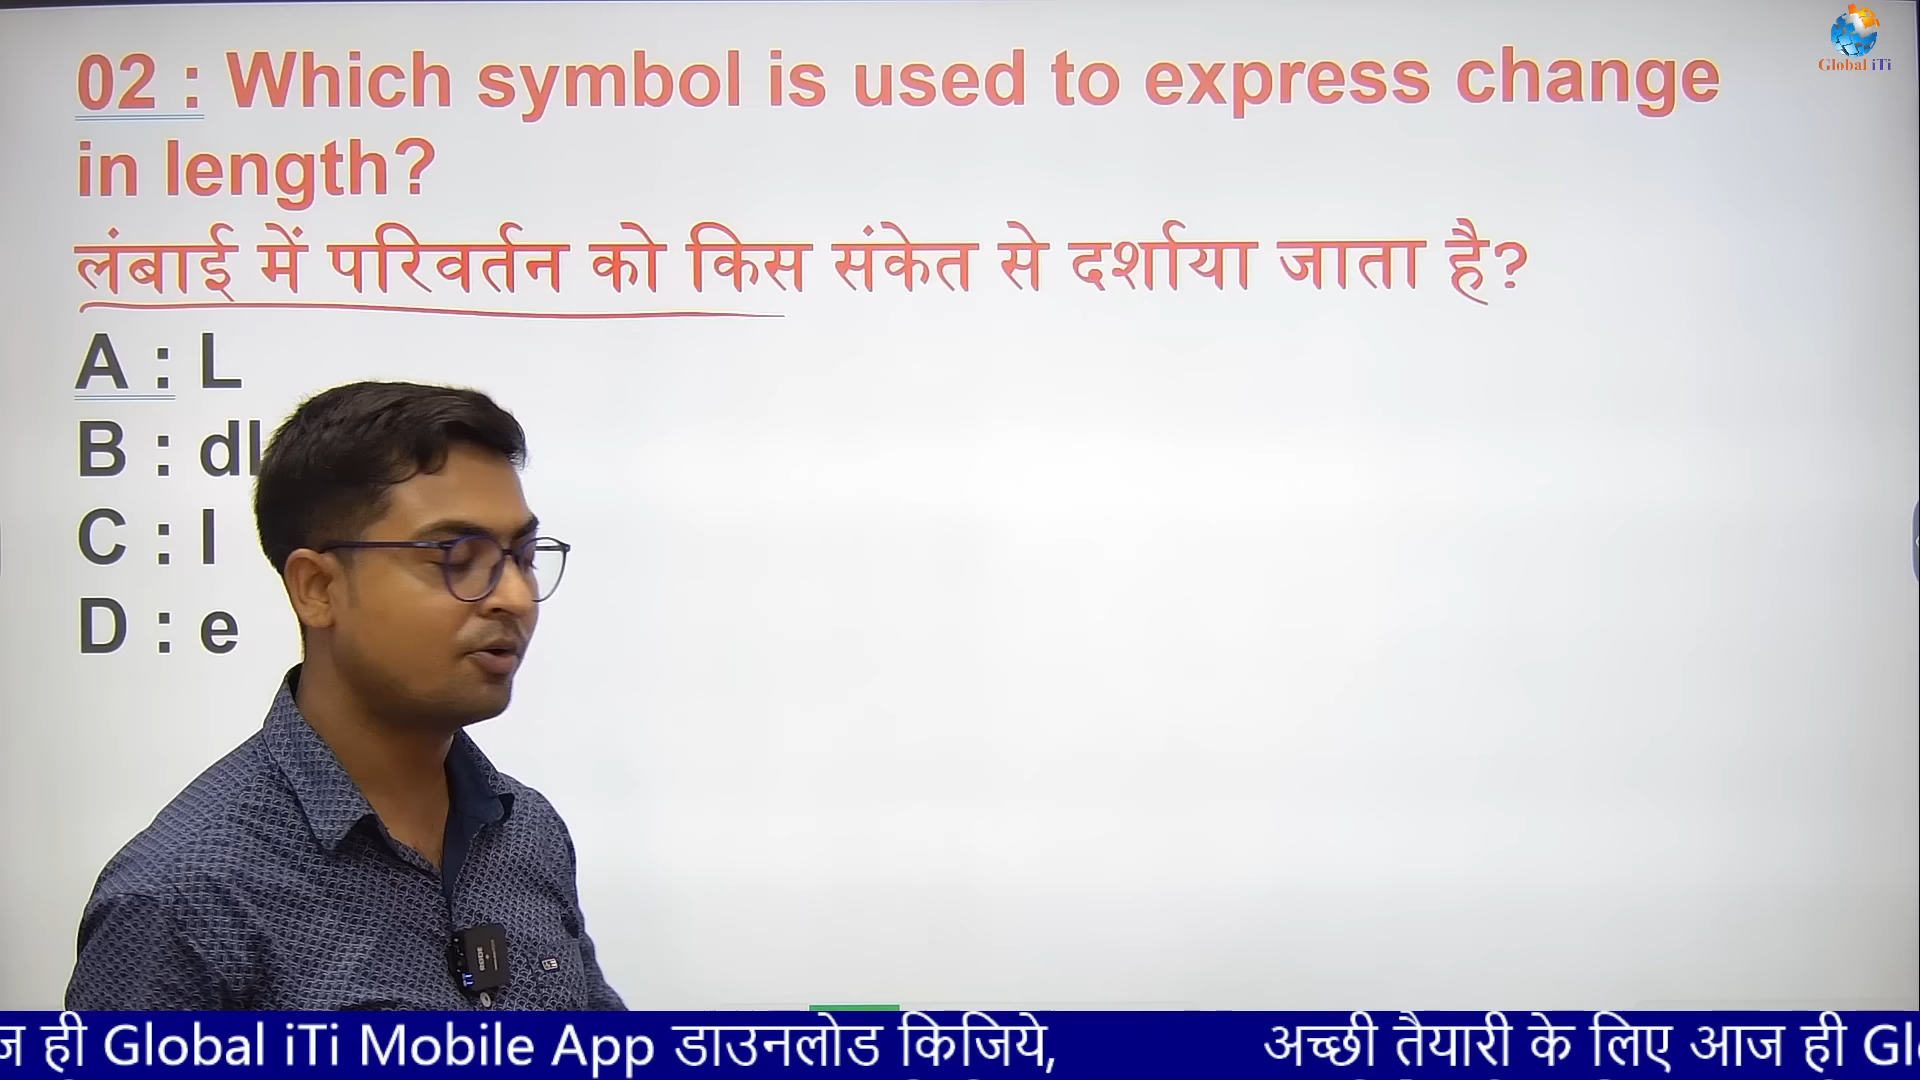 02 : Which symbol is used to express change
in length?
लंबाई में परिवर्तन को किस संकेत से दर्शाया जाता है?
A : L
B : dl
C : l
D : e
Global iTi
ही Global iTi Mobile App डाउनलोड किजिये, अच्छी तैयारी के लिए आज ही